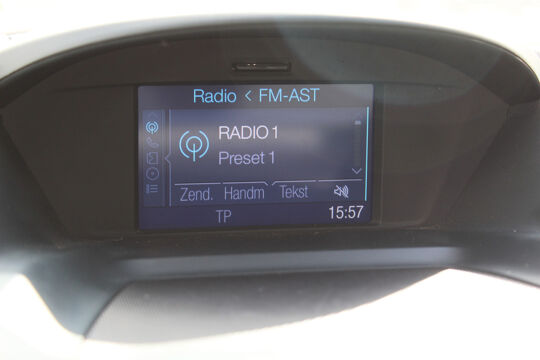 Radio < FM-AST
RADIO 1
Preset 1
Zend. Handm Tekst
TP 15:57